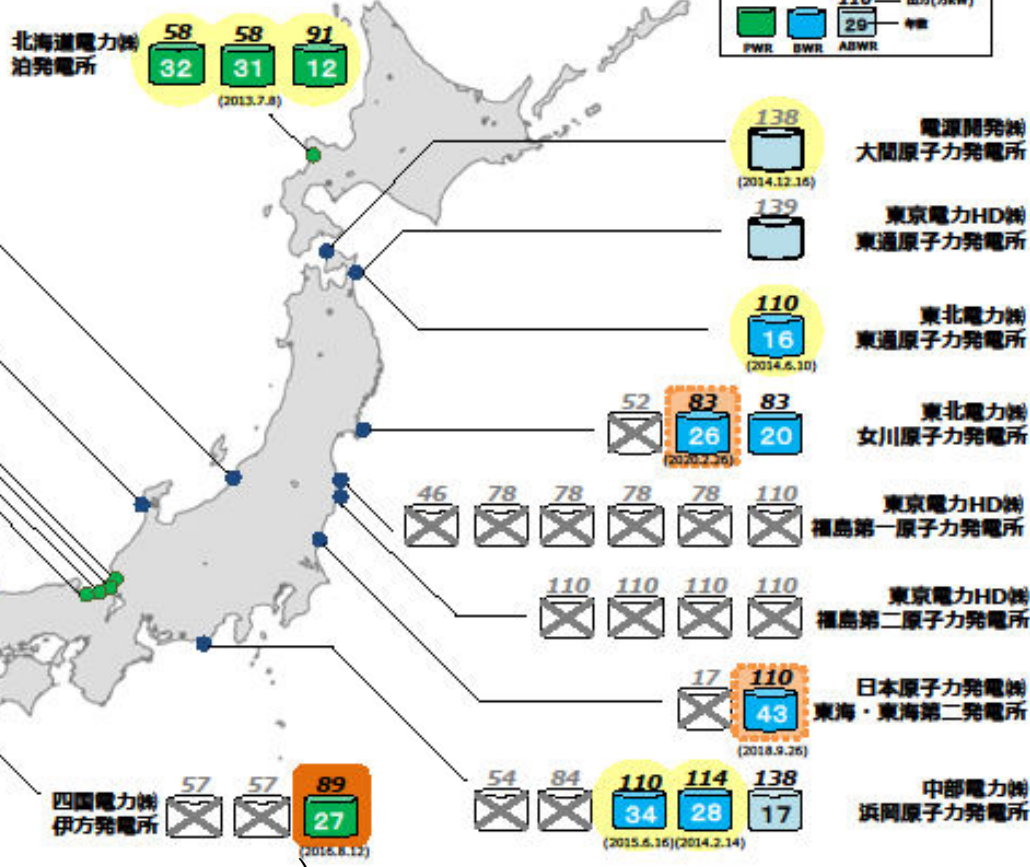 出力(万kW)
29 年数
PWR BWR ABWR
北海道電力㈱
泊発電所
58 58 91
32 31 12
(2013.7.8)
138
(2014.12.16)
電源開発㈱
大間原子力発電所
139
東京電力HD㈱
東通原子力発電所
110
16
(2014.6.10)
東北電力㈱
東通原子力発電所
52 83 83
26 20
(2020.2.26)
東北電力㈱
女川原子力発電所
46 78 78 78 78 110
東京電力HD㈱
福島第一原子力発電所
110 110 110 110
東京電力HD㈱
福島第二原子力発電所
17 110
43
(2018.9.26)
日本原子力発電㈱
東海・東海第二発電所
四国電力㈱
伊方発電所
57 57 89
27
(2016.8.12)
54 84 110 114 138
34 28 17
(2015.6.16)(2014.2.14)
中部電力㈱
浜岡原子力発電所